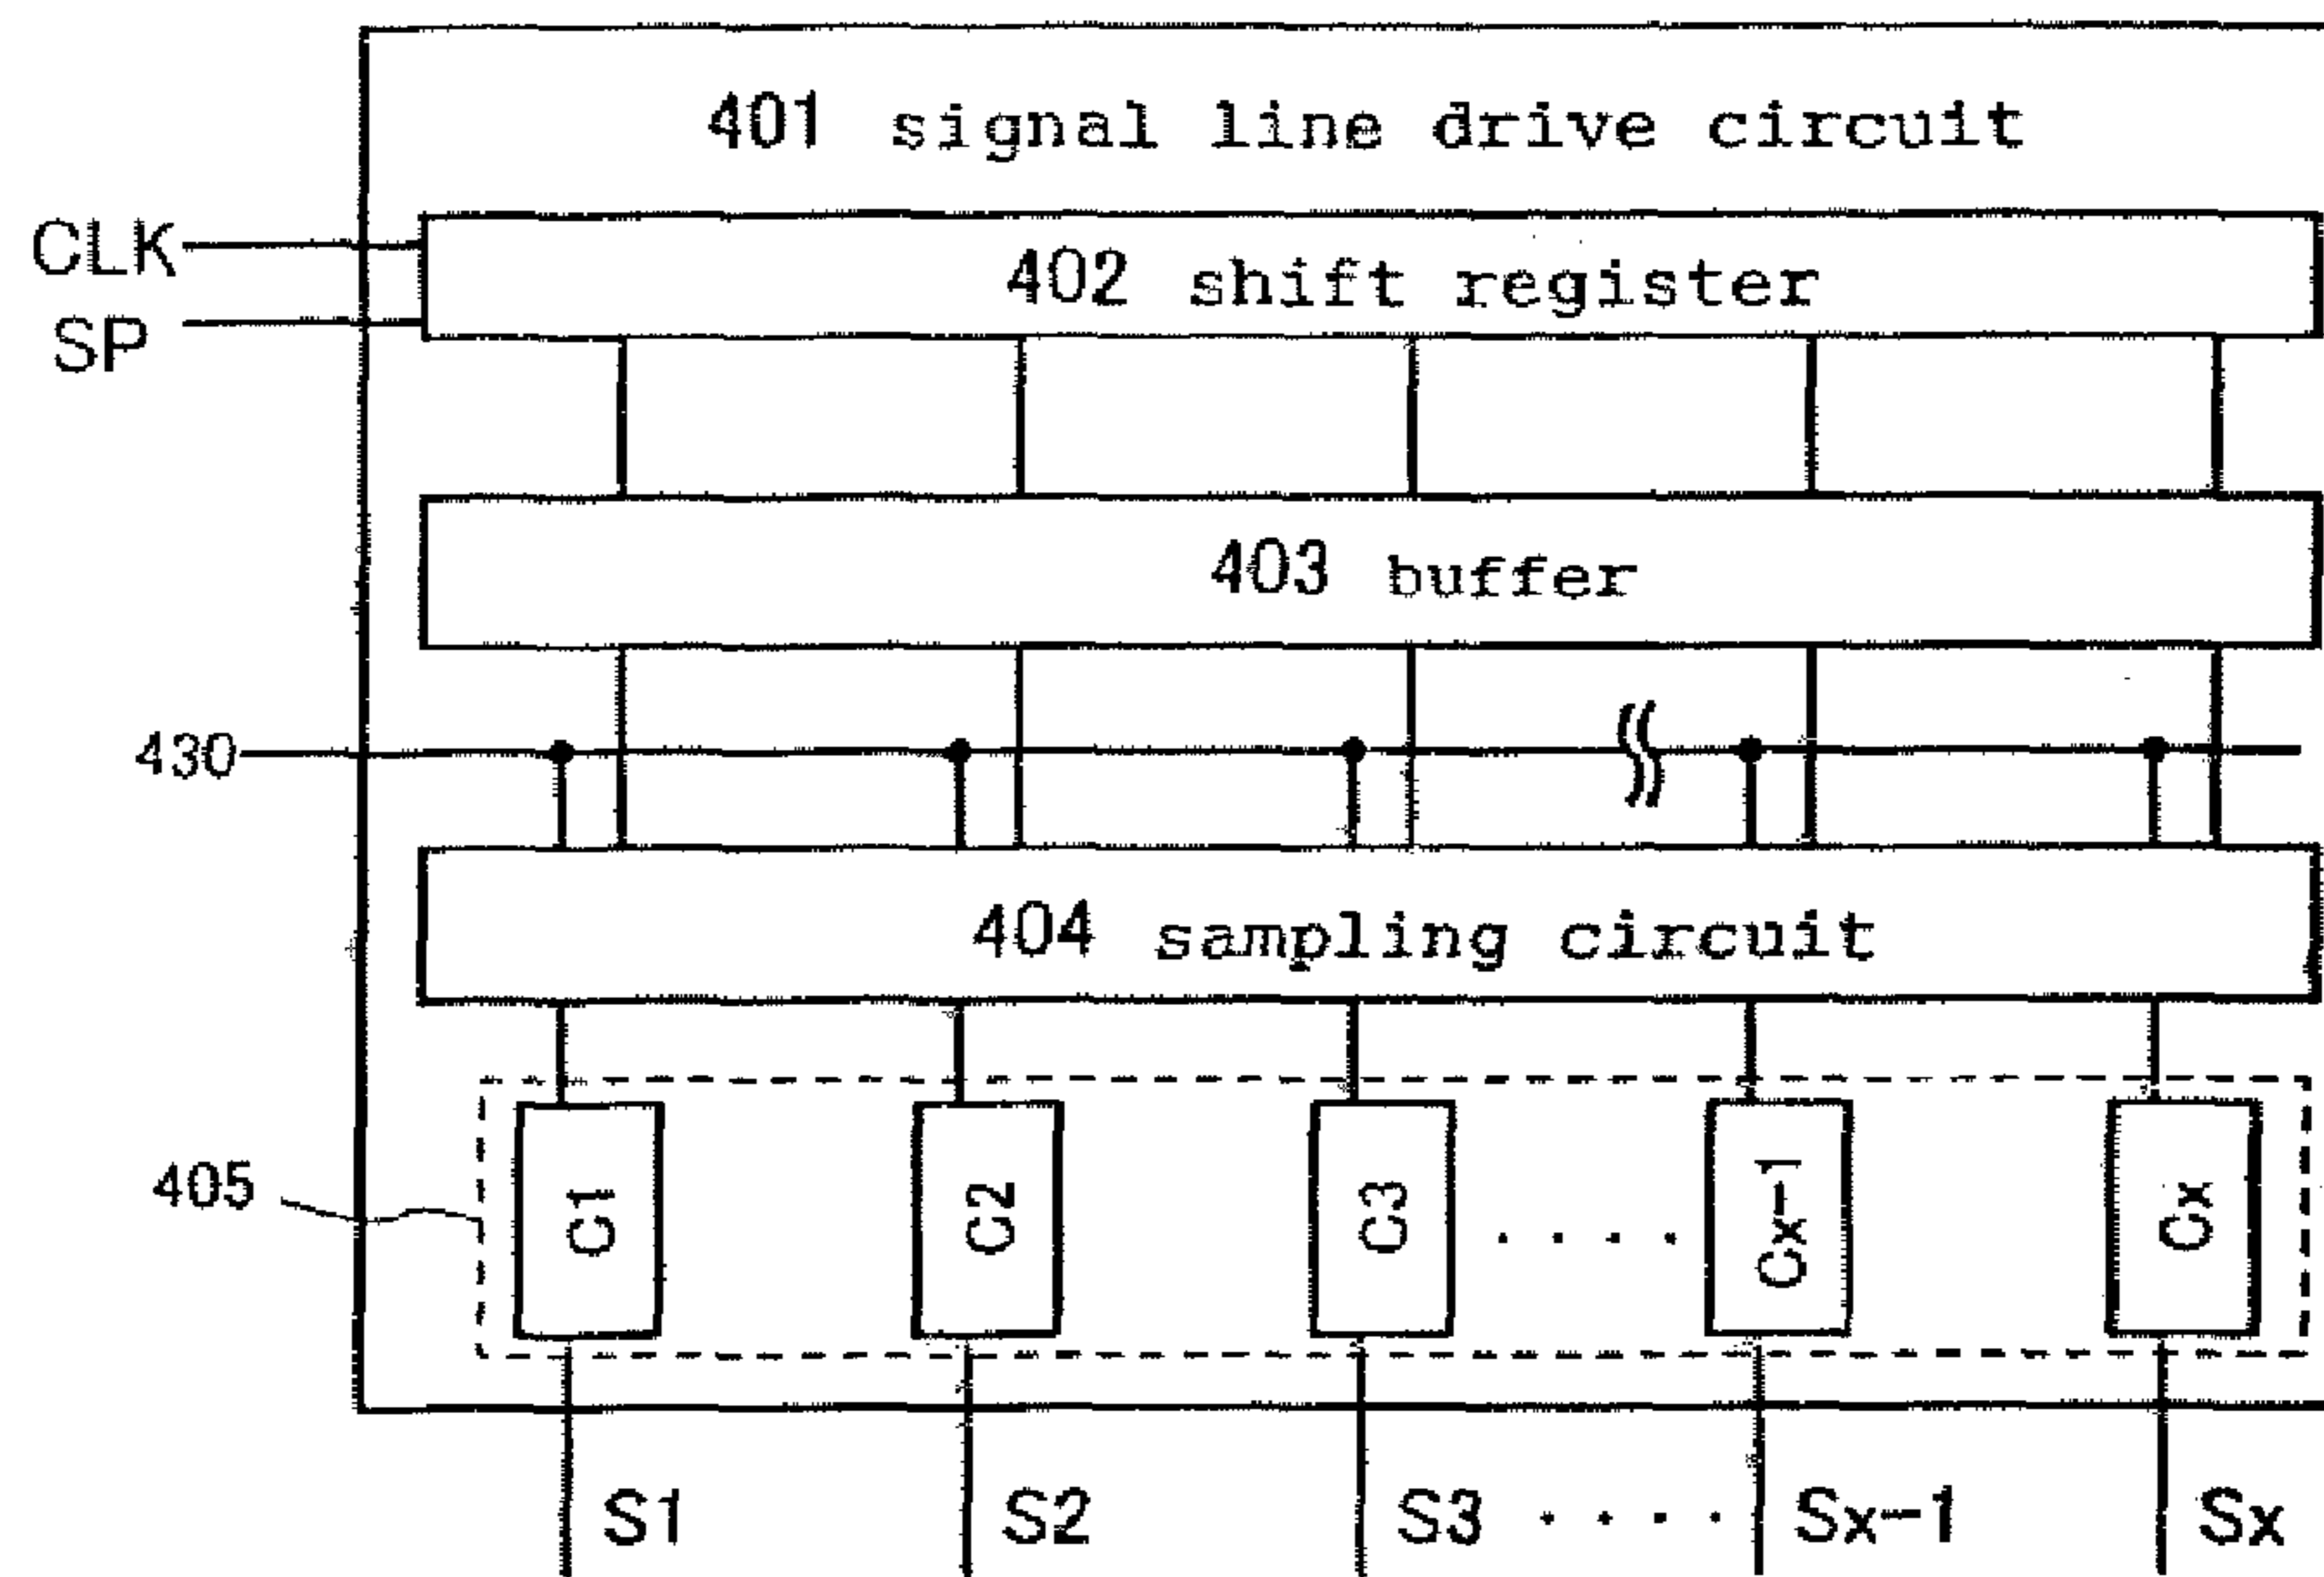 401 signal line drive circuit
CLK
402 shift register
SP
403 buffer
430
404 sampling circuit
405
C1 C2 C3 · · · · Cx-1 Cx
S1 S2 S3 · · · · Sx-1 Sx